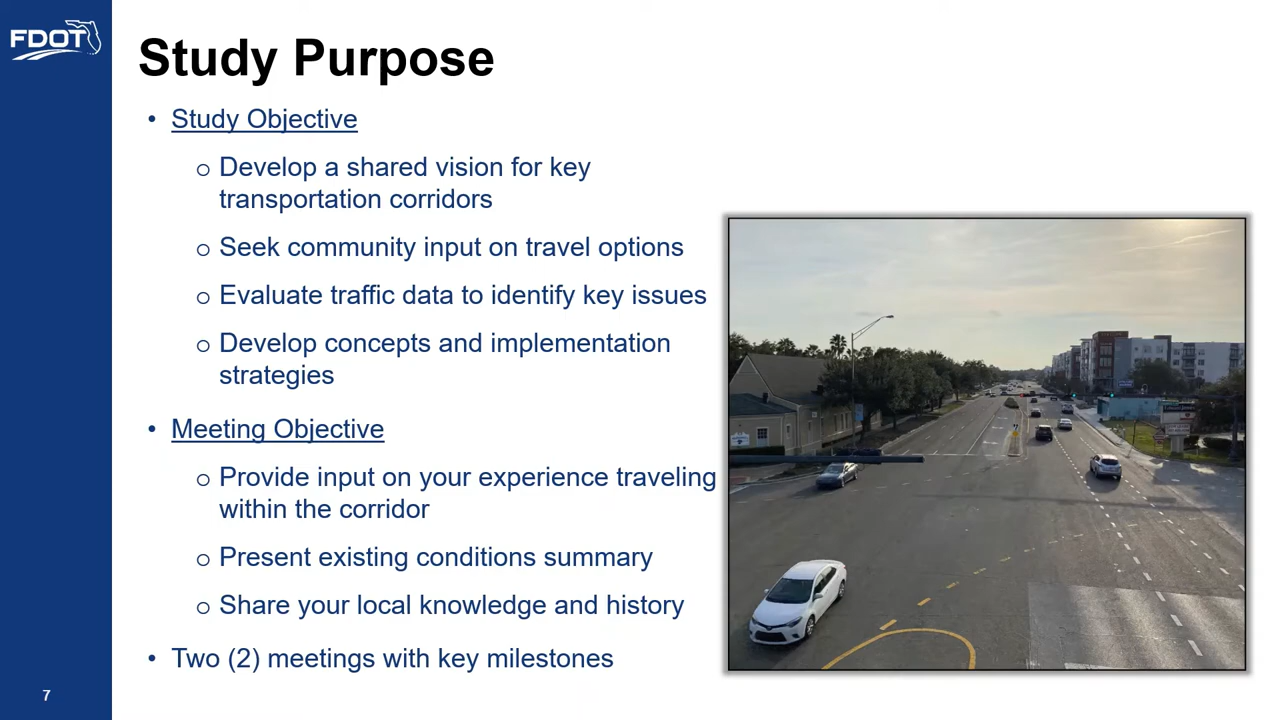 FDOT
Study Purpose
• Study Objective
o Develop a shared vision for key
transportation corridors
o Seek community input on travel options
o Evaluate traffic data to identify key issues
o Develop concepts and implementation
strategies
• Meeting Objective
o Provide input on your experience traveling
within the corridor
o Present existing conditions summary
o Share your local knowledge and history
• Two (2) meetings with key milestones
7